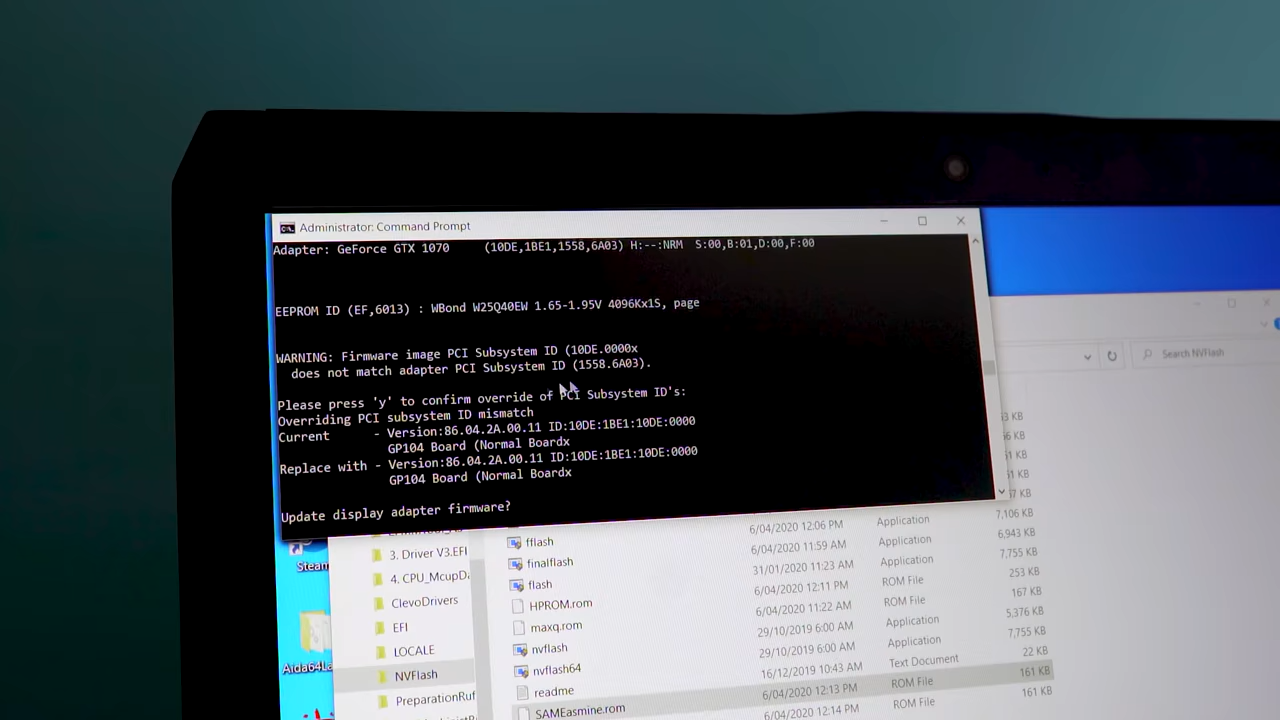 Administrator: Command Prompt
Adapter: GeForce GTX 1070 (10DE,1BE1,1558,6A03) H:--:NRM S:00,B:01,D:00,F:00
EEPROM ID (EF,6013) : WBond W25Q40EW 1.65-1.95V 4096Kx1S, page
WARNING: Firmware image PCI Subsystem ID (10DE.0000x
does not match adapter PCI Subsystem ID (1558.6A03).
Please press 'y' to confirm override of PCI Subsystem ID's:
Overriding PCI subsystem ID mismatch
Current - Version:86.04.2A.00.11 ID:10DE:1BE1:10DE:0000
GP104 Board (Normal Boardx
Replace with - Version:86.04.2A.00.11 ID:10DE:1BE1:10DE:0000
GP104 Board (Normal Boardx
Update display adapter firmware?
Search NVFlash
Steam
3. Driver V3.EFI
4. CPU_McupDa
ClevoDrivers
EFI
LOCALE
NVFlash
PreparationRuf
fflash
finalflash
flash
HPROM.rom
maxq.rom
nvflash
nvflash64
readme
SAMEasmine.rom
6/04/2020 12:06 PM
6/04/2020 11:59 AM
31/01/2020 11:23 AM
6/04/2020 12:11 PM
6/04/2020 11:22 AM
29/10/2019 6:00 AM
29/10/2019 6:00 AM
16/12/2019 10:43 AM
6/04/2020 12:13 PM
6/04/2020 12:14 PM
Application
Application
Application
ROM File
ROM File
Application
Application
Text Document
ROM File
ROM File
7,106 KB
6,943 KB
7,755 KB
253 KB
167 KB
5,376 KB
7,755 KB
22 KB
161 KB
161 KB